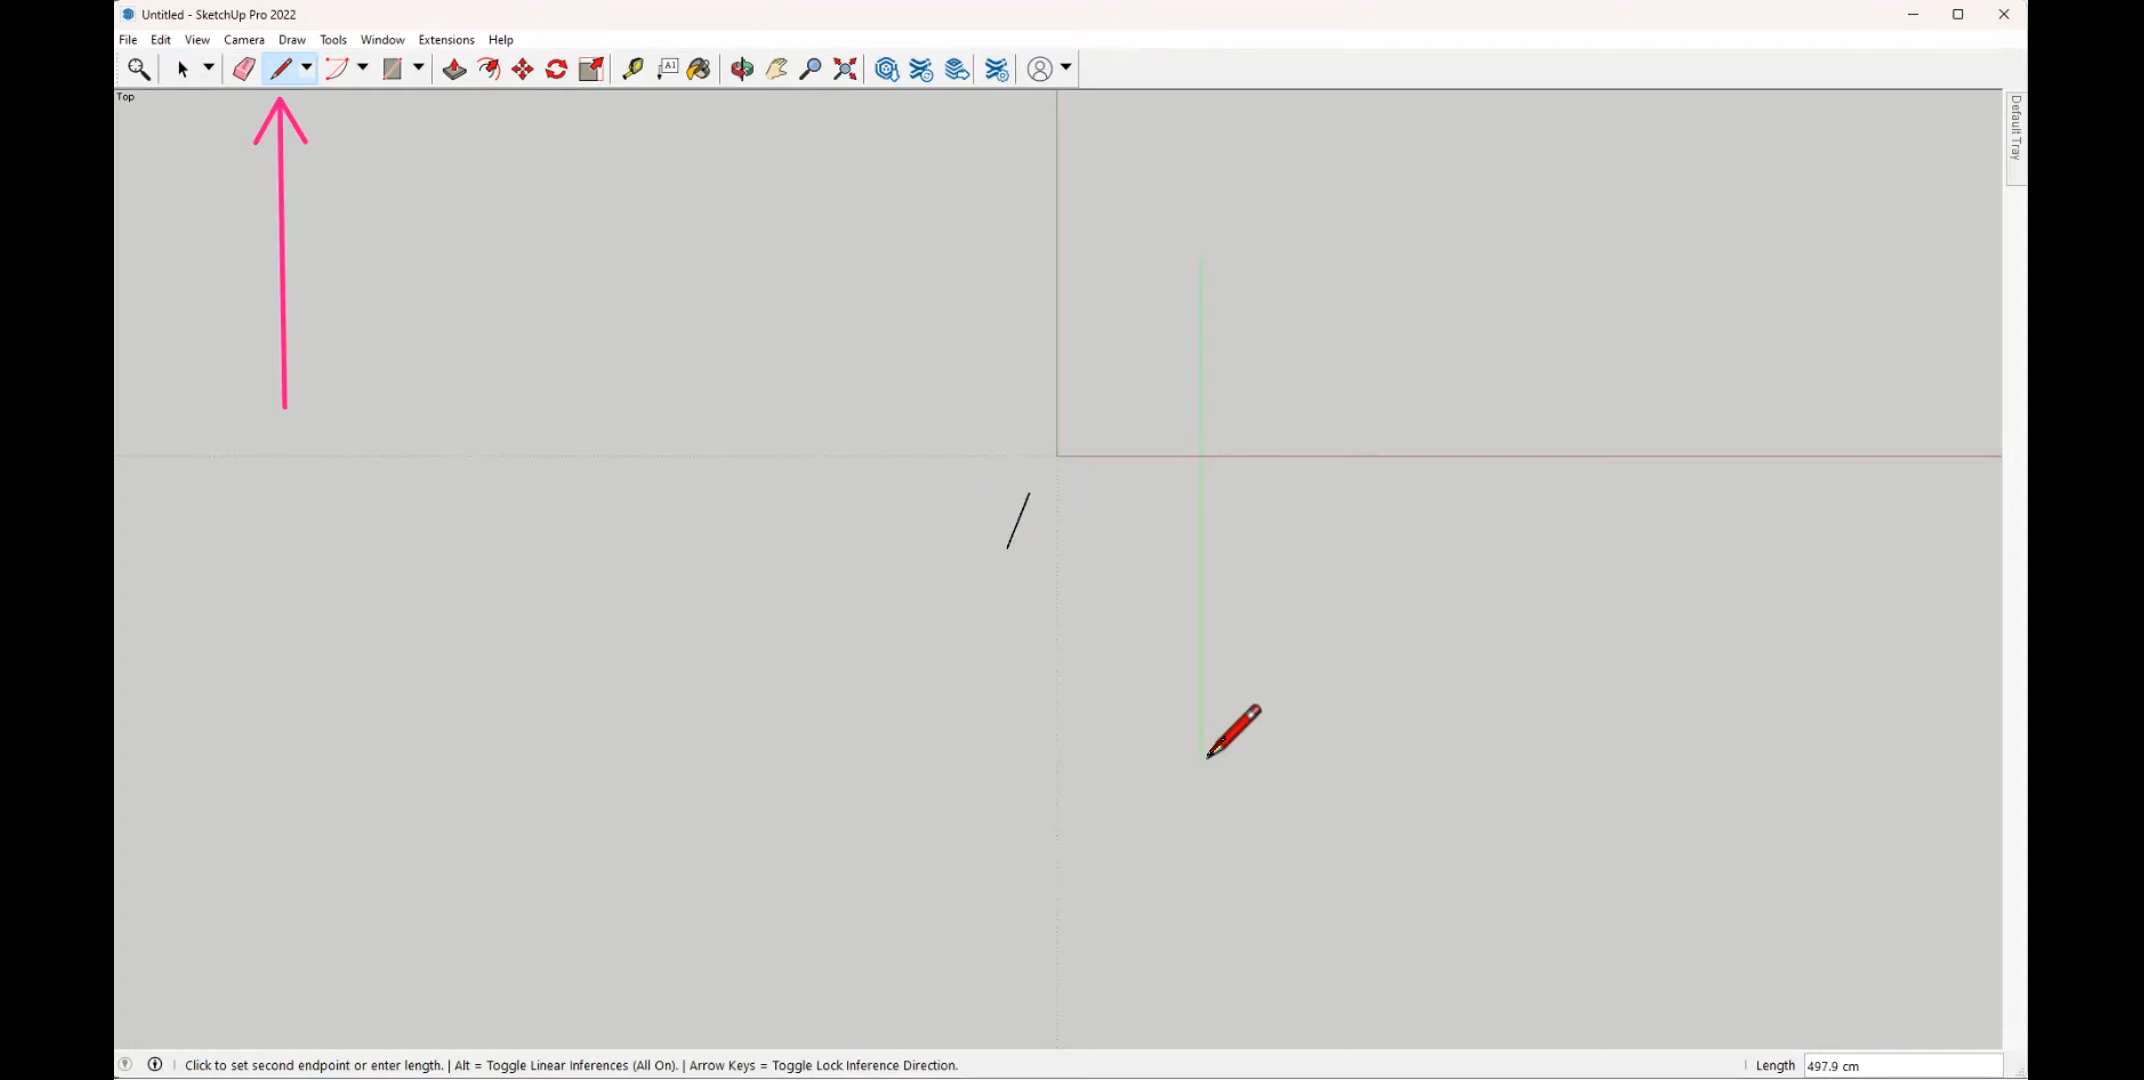 Untitled - SketchUp Pro 2022
File Edit View Camera Draw Tools Window Extensions Help
A1
Top
Default Tray
Click to set second endpoint or enter length. | Alt = Toggle Linear Inferences (All On). | Arrow Keys = Toggle Lock Inference Direction.
Length 497.9 cm